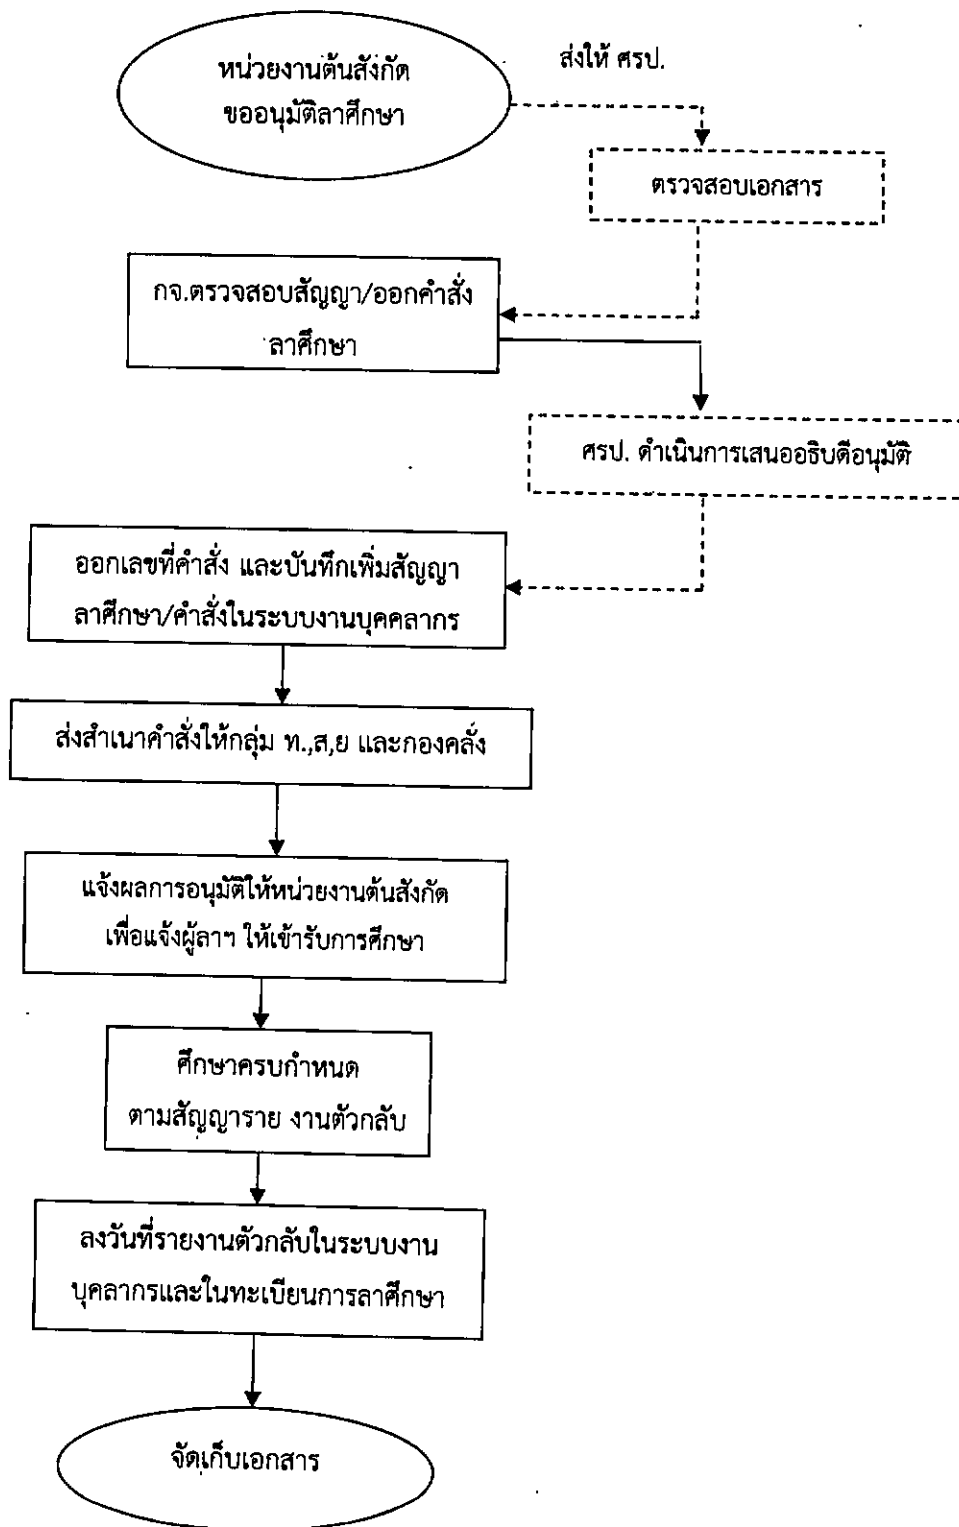 หน่วยงานต้นสังกัด
ขออนุมัติลาศึกษา
ส่งให้ ศรป.
ตรวจสอบเอกสาร
กจ.ตรวจสอบสัญญา/ออกคำสั่ง
ลาศึกษา
ศรป. ดำเนินการเสนออธิบดีอนุมัติ
ออกเลขที่คำสั่ง และบันทึกเพิ่มสัญญา
ลาศึกษา/คำสั่งในระบบงานบุคคลากร
ส่งสำเนาคำสั่งให้กลุ่ม ท.,ส,ย และกองคลัง
แจ้งผลการอนุมัติให้หน่วยงานต้นสังกัด
เพื่อแจ้งผู้ลาฯ ให้เข้ารับการศึกษา
ศึกษาครบกำหนด
ตามสัญญาราย งานตัวกลับ
ลงวันที่รายงานตัวกลับในระบบงาน
บุคลากรและในทะเบียนการลาศึกษา
จัดเก็บเอกสาร